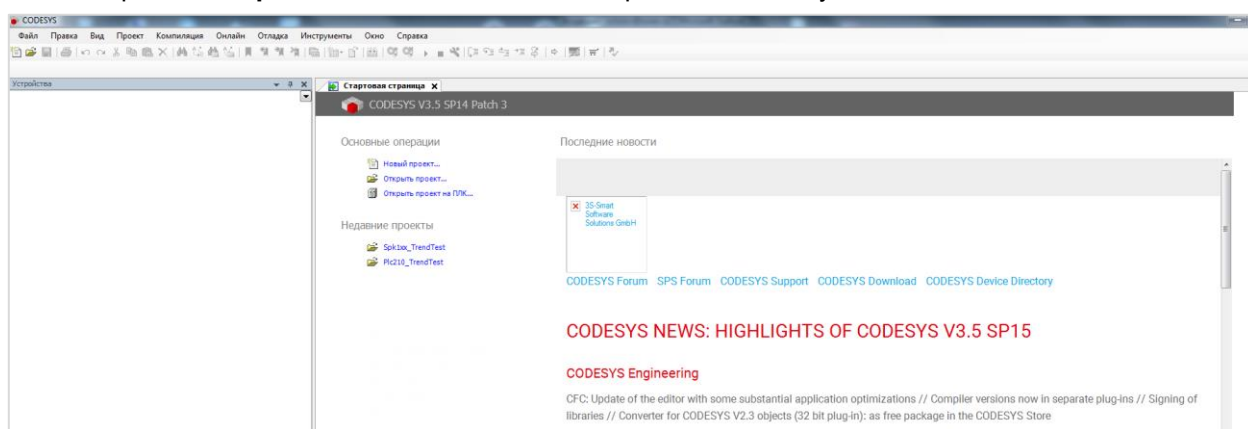 CODESYS
Файл Правка Вид Проект Компиляция Онлайн Отладка Инструменты Окно Справка
Устройства
Стартовая страница
CODESYS V3.5 SP14 Patch 3
Основные операции
Новый проект...
Открыть проект...
Открыть проект на ПЛК...
Недавние проекты
Spk1xx_TrendTest
Plc210_TrendTest
Последние новости
3S-Smart
Software
Solutions GmbH
CODESYS Forum SPS Forum CODESYS Support CODESYS Download CODESYS Device Directory
CODESYS NEWS: HIGHLIGHTS OF CODESYS V3.5 SP15
CODESYS Engineering
CFC: Update of the editor with some substantial application optimizations // Compiler versions now in separate plug-ins // Signing of
libraries // Converter for CODESYS V2.3 objects (32 bit plug-in): as free package in the CODESYS Store